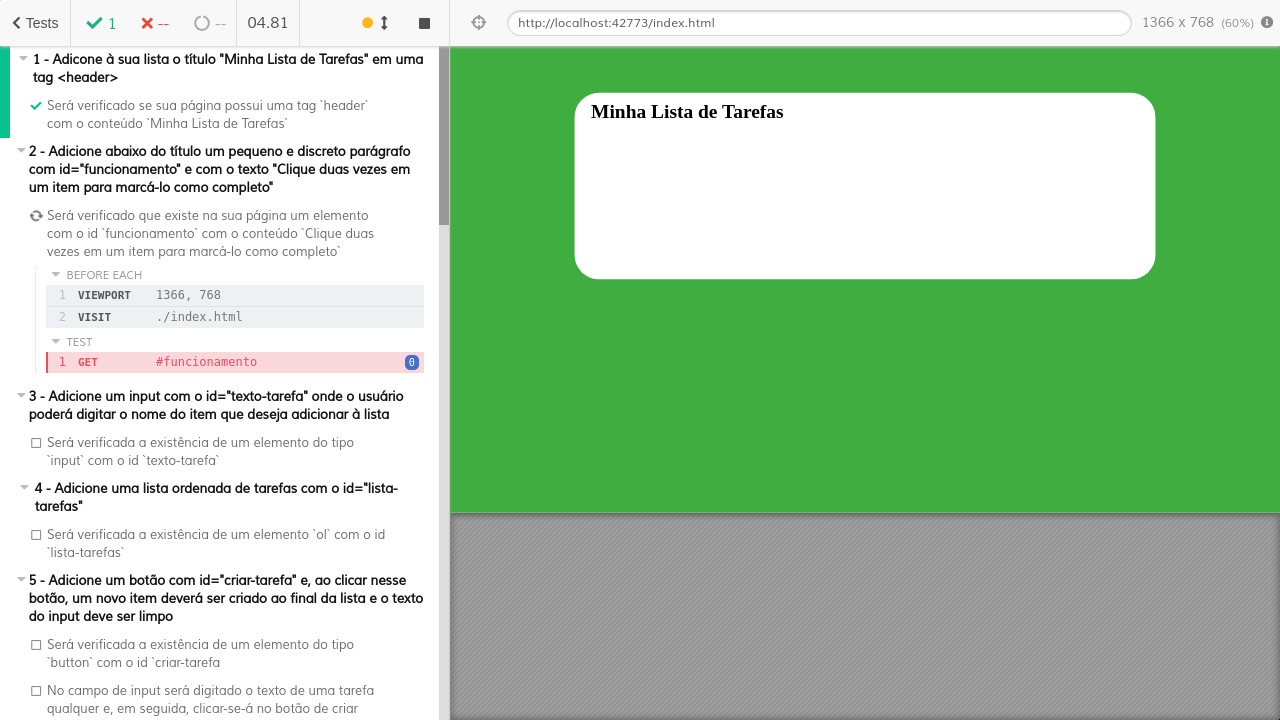 Tests
1
--
--
04.81
http://localhost:42773/index.html
1366 x 768 (60%)
1 - Adicone à sua lista o título "Minha Lista de Tarefas" em uma
tag <header>
Será verificado se sua página possui uma tag `header`
com o conteúdo `Minha Lista de Tarefas`
2 - Adicione abaixo do título um pequeno e discreto parágrafo
com id="funcionamento" e com o texto "Clique duas vezes em
um item para marcá-lo como completo"
Será verificado que existe na sua página um elemento
com o id `funcionamento` com o conteúdo `Clique duas
vezes em um item para marcá-lo como completo`
BEFORE EACH
1 VIEWPORT 1366, 768
2 VISIT ./index.html
TEST
1 GET #funcionamento 0
3 - Adicione um input com o id="texto-tarefa" onde o usuário
poderá digitar o nome do item que deseja adicionar à lista
Será verificada a existência de um elemento do tipo
`input` com o id `texto-tarefa`
4 - Adicione uma lista ordenada de tarefas com o id="lista-
tarefas"
Será verificada a existência de um elemento `ol` com o id
`lista-tarefas`
5 - Adicione um botão com id="criar-tarefa" e, ao clicar nesse
botão, um novo item deverá ser criado ao final da lista e o texto
do input deve ser limpo
Será verificada a existência de um elemento do tipo
`button` com o id `criar-tarefa
No campo de input será digitado o texto de uma tarefa
qualquer e, em seguida, clicar-se-á no botão de criar
Minha Lista de Tarefas